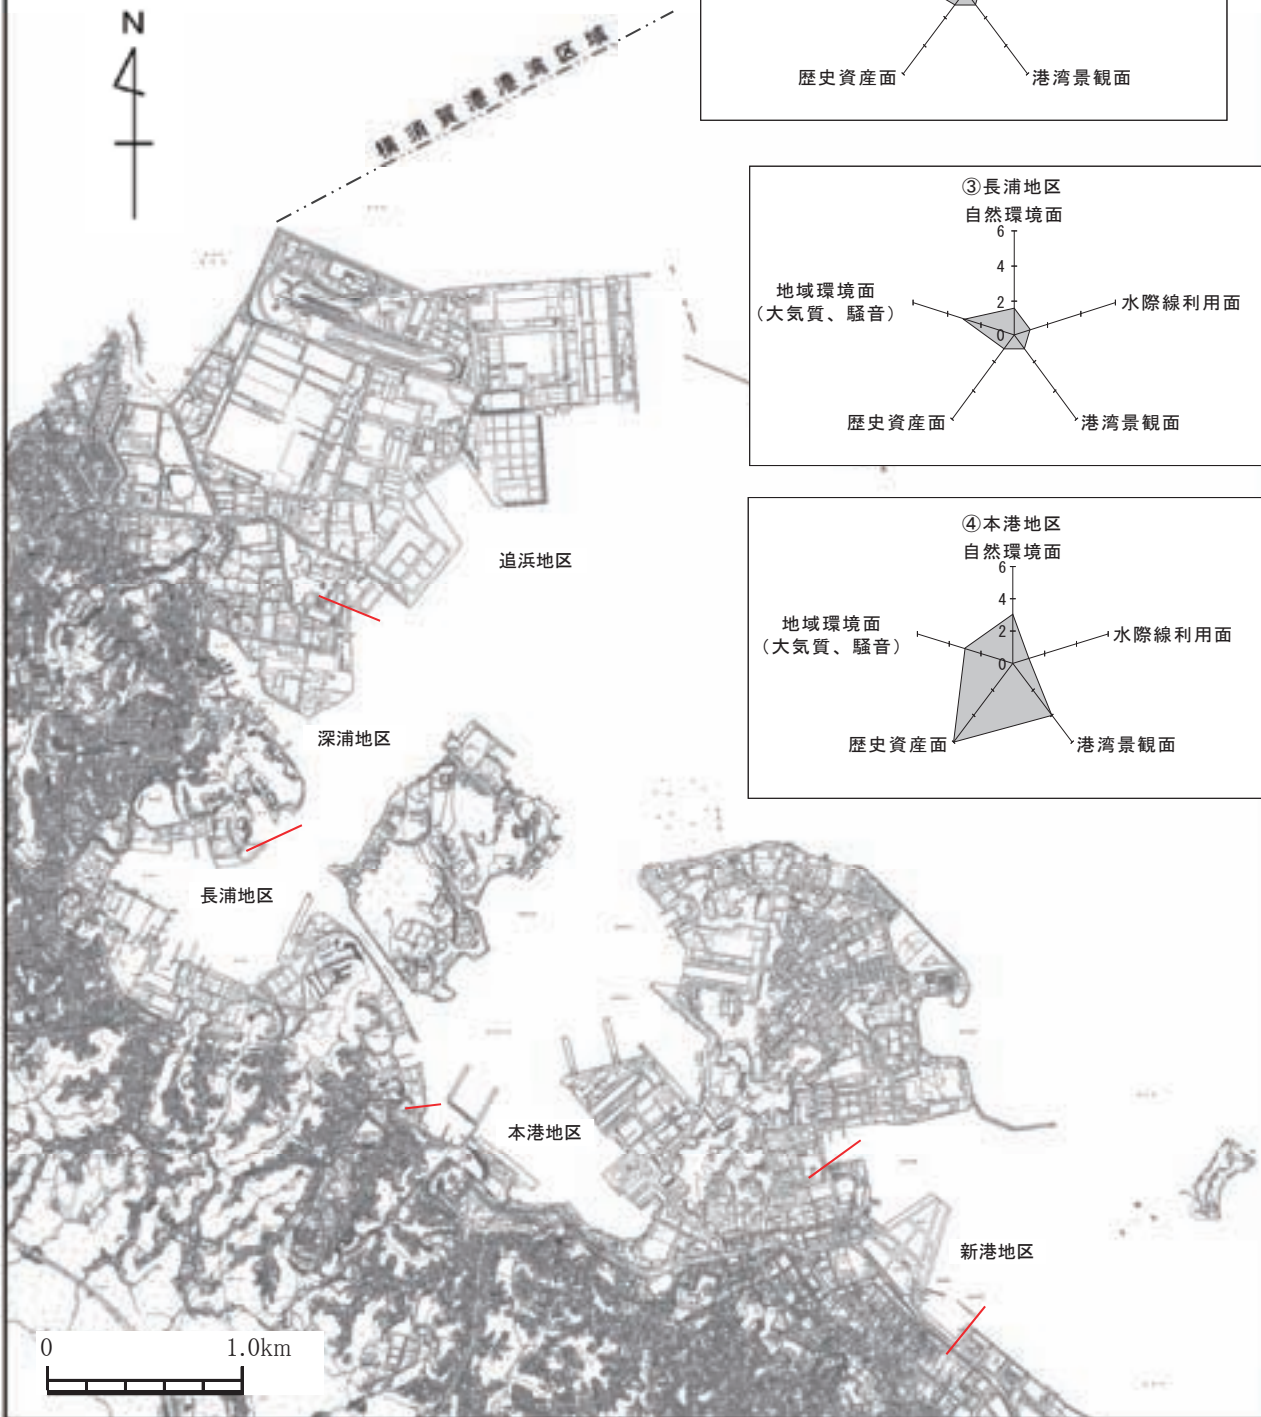 N
横須賀港港湾区域
歴史資産面
港湾景観面
③長浦地区
自然環境面
6
4
2
0
地域環境面
（大気質、騒音）
水際線利用面
歴史資産面
港湾景観面
④本港地区
自然環境面
6
4
2
0
地域環境面
（大気質、騒音）
水際線利用面
歴史資産面
港湾景観面
追浜地区
深浦地区
長浦地区
本港地区
新港地区
0
1.0km